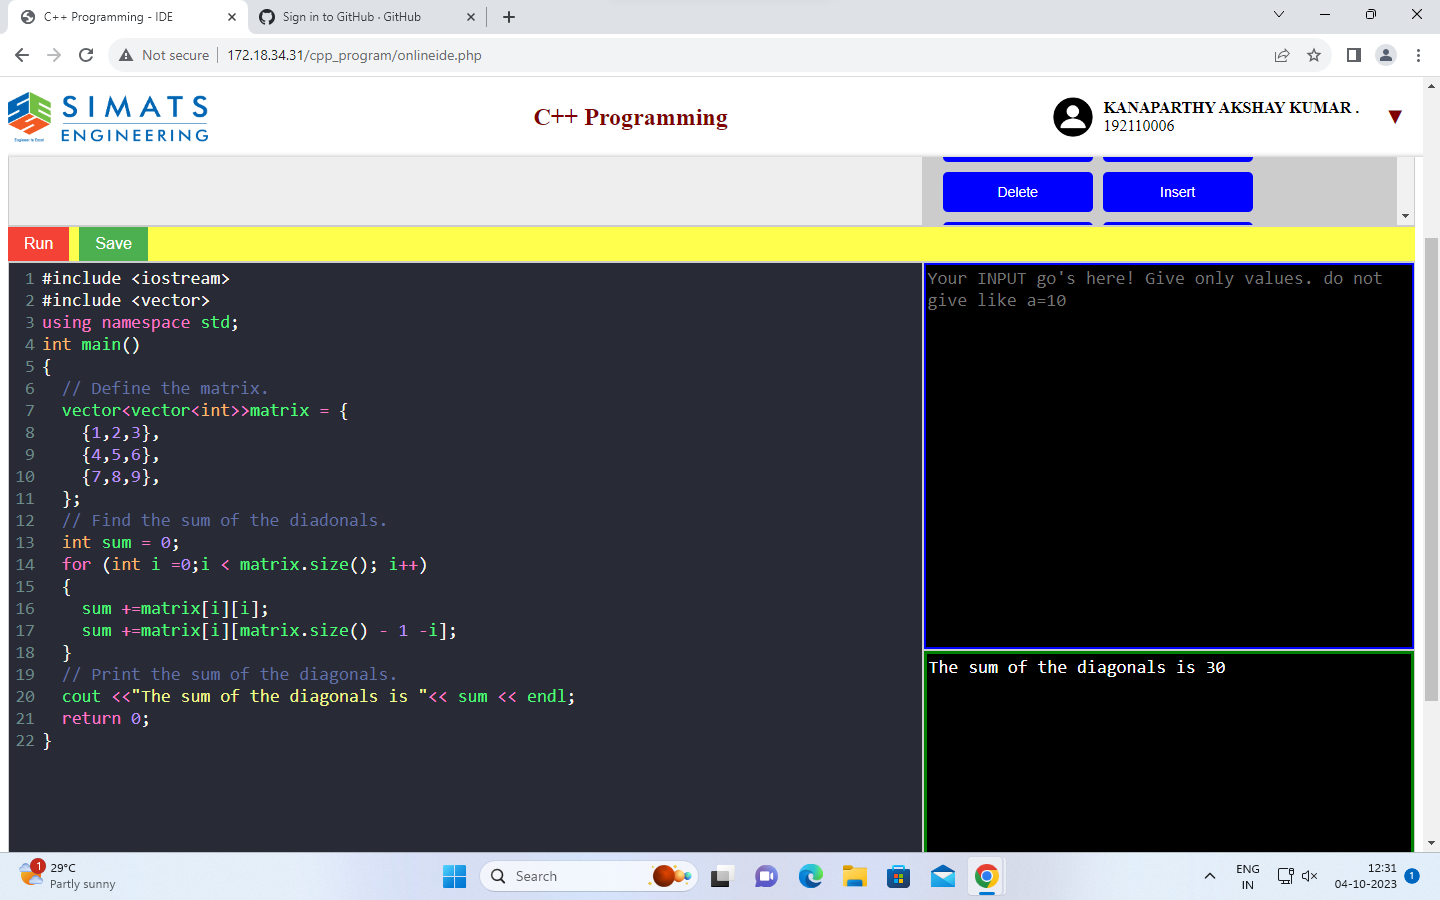 C++ Programming - IDE
Sign in to GitHub · GitHub
Not secure
172.18.34.31/cpp_program/onlineide.php
SIMATS
ENGINEERING
Engineer to Excel
C++ Programming
KANAPARTHY AKSHAY KUMAR .
192110006
Delete
Insert
Run
Save
1 #include <iostream>
2 #include <vector>
3 using namespace std;
4 int main()
5 {
6   // Define the matrix.
7   vector<vector<int>>matrix = {
8     {1,2,3},
9     {4,5,6},
10     {7,8,9},
11   };
12   // Find the sum of the diadonals.
13   int sum = 0;
14   for (int i =0;i < matrix.size(); i++)
15   {
16     sum +=matrix[i][i];
17     sum +=matrix[i][matrix.size() - 1 -i];
18   }
19   // Print the sum of the diagonals.
20   cout <<"The sum of the diagonals is "<< sum << endl;
21   return 0;
22 }
Your INPUT go's here! Give only values. do not
give like a=10
The sum of the diagonals is 30
1
29°C
Partly sunny
Search
ENG
IN
12:31
04-10-2023
1